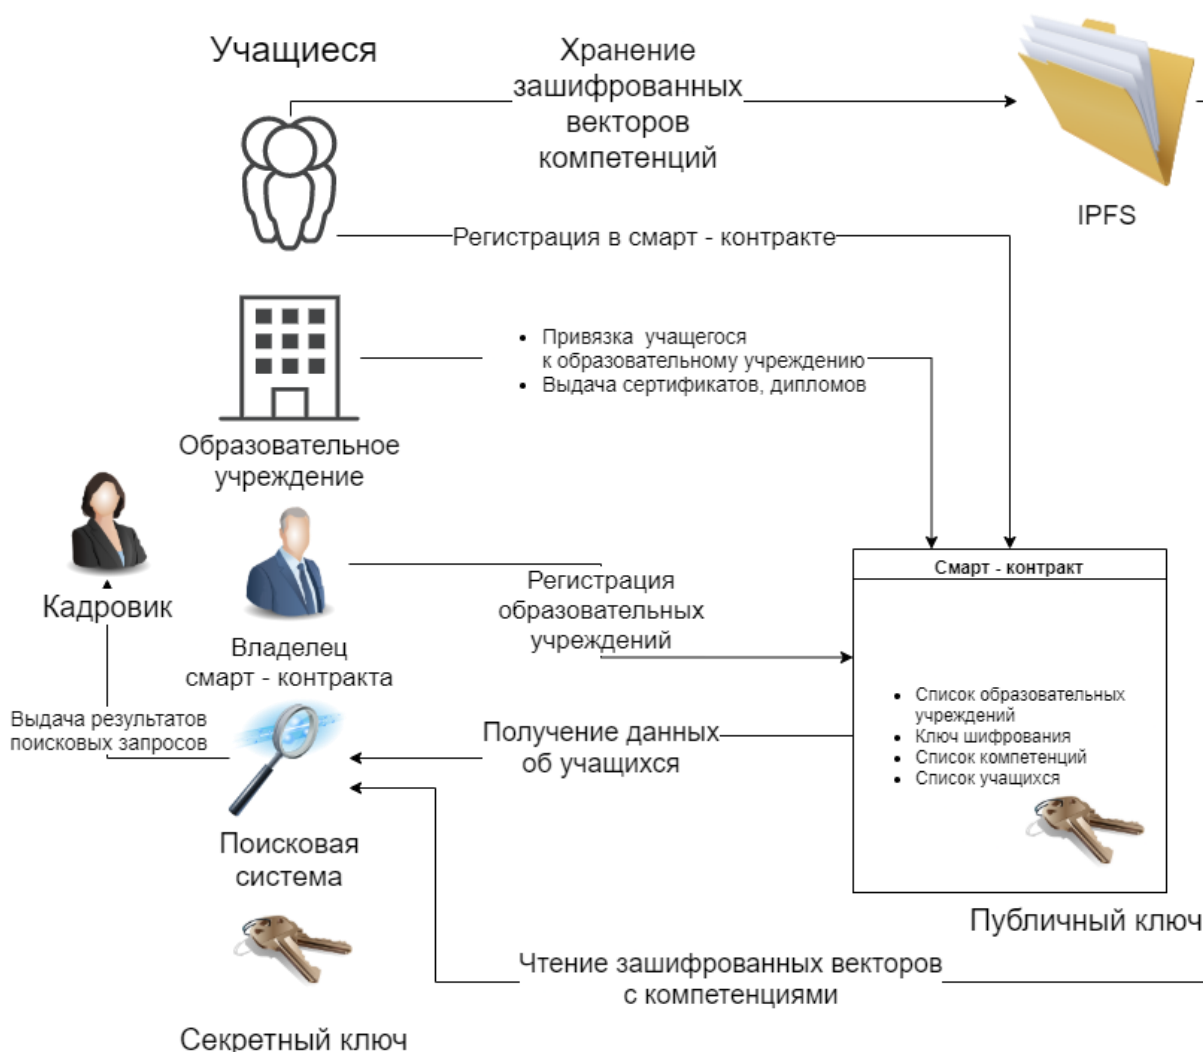 Учащиеся
Хранение
зашифрованных
векторов
компетенций
IPFS
Регистрация в смарт - контракте
• Привязка учащегося
к образовательному учреждению
• Выдача сертификатов, дипломов
Образовательное
учреждение
Кадровик
Владелец
смарт - контракта
Регистрация
образовательных
учреждений
Смарт - контракт
• Список образовательных
учреждений
• Ключ шифрования
• Список компетенций
• Список учащихся
Выдача результатов
поисковых запросов
Получение данных
об учащихся
Поисковая
система
Публичный ключ
Чтение зашифрованных векторов
с компетенциями
Секретный ключ